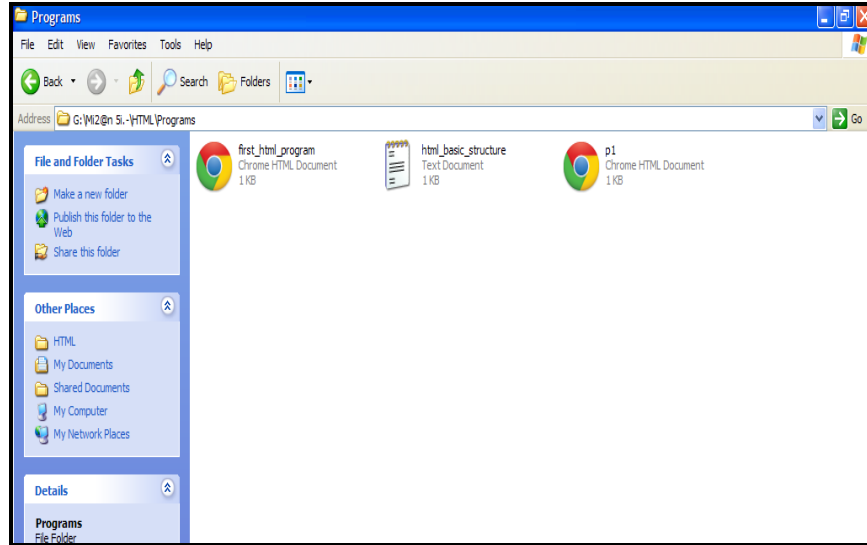 Programs
File Edit View Favorites Tools Help
Back Search Folders
Address G:\Mi2@n 5i.-\HTML\Programs Go
File and Folder Tasks
Make a new folder
Publish this folder to the
Web
Share this folder
Other Places
HTML
My Documents
Shared Documents
My Computer
My Network Places
Details
Programs
File Folder
first_html_program
Chrome HTML Document
1 KB
html_basic_structure
Text Document
1 KB
p1
Chrome HTML Document
1 KB